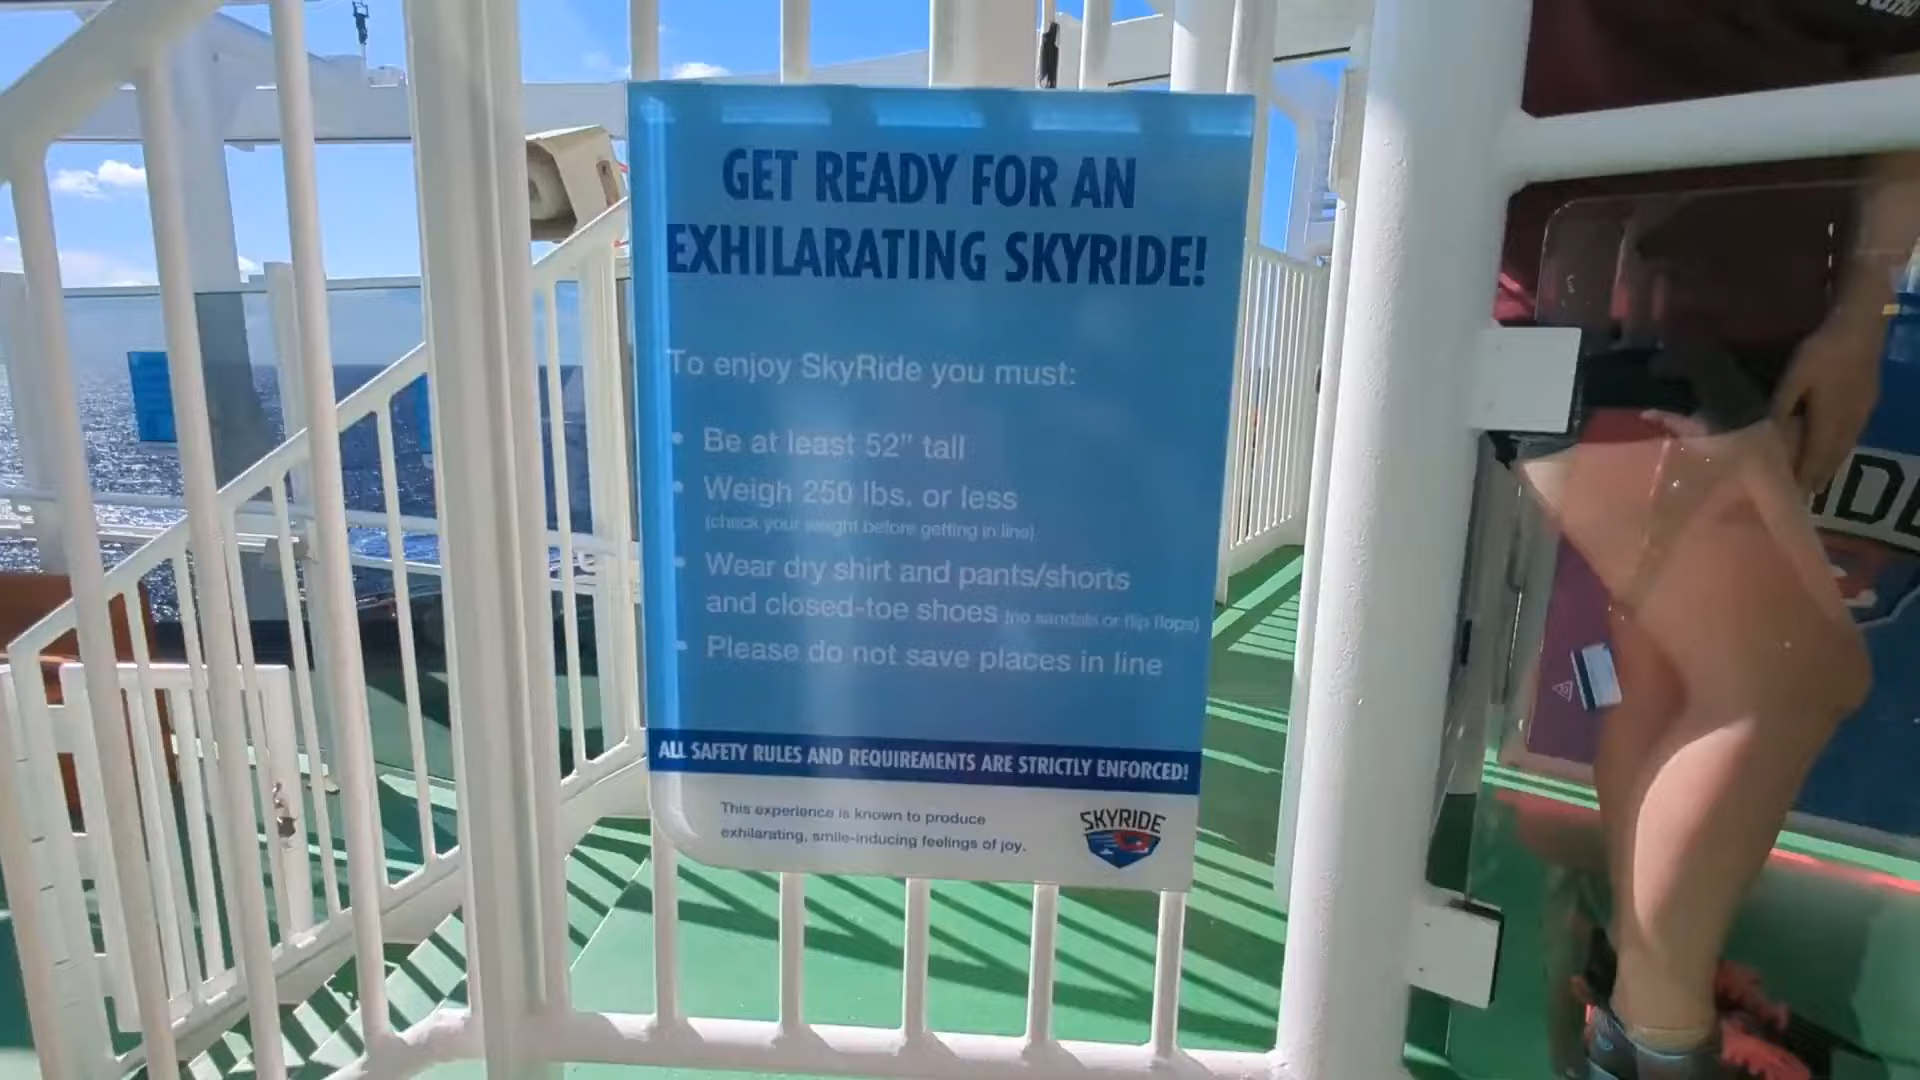 GET READY FOR AN
EXHILARATING SKYRIDE!
To enjoy SkyRide you must:
• Be at least 52" tall
• Weigh 250 lbs. or less
(check your weight before getting in line)
• Wear dry shirt and pants/shorts
and closed-toe shoes (no sandals or flip flops)
• Please do not save places in line
ALL SAFETY RULES AND REQUIREMENTS ARE STRICTLY ENFORCED!
This experience is known to produce
exhilarating, smile-inducing feelings of joy.
SKYRIDE